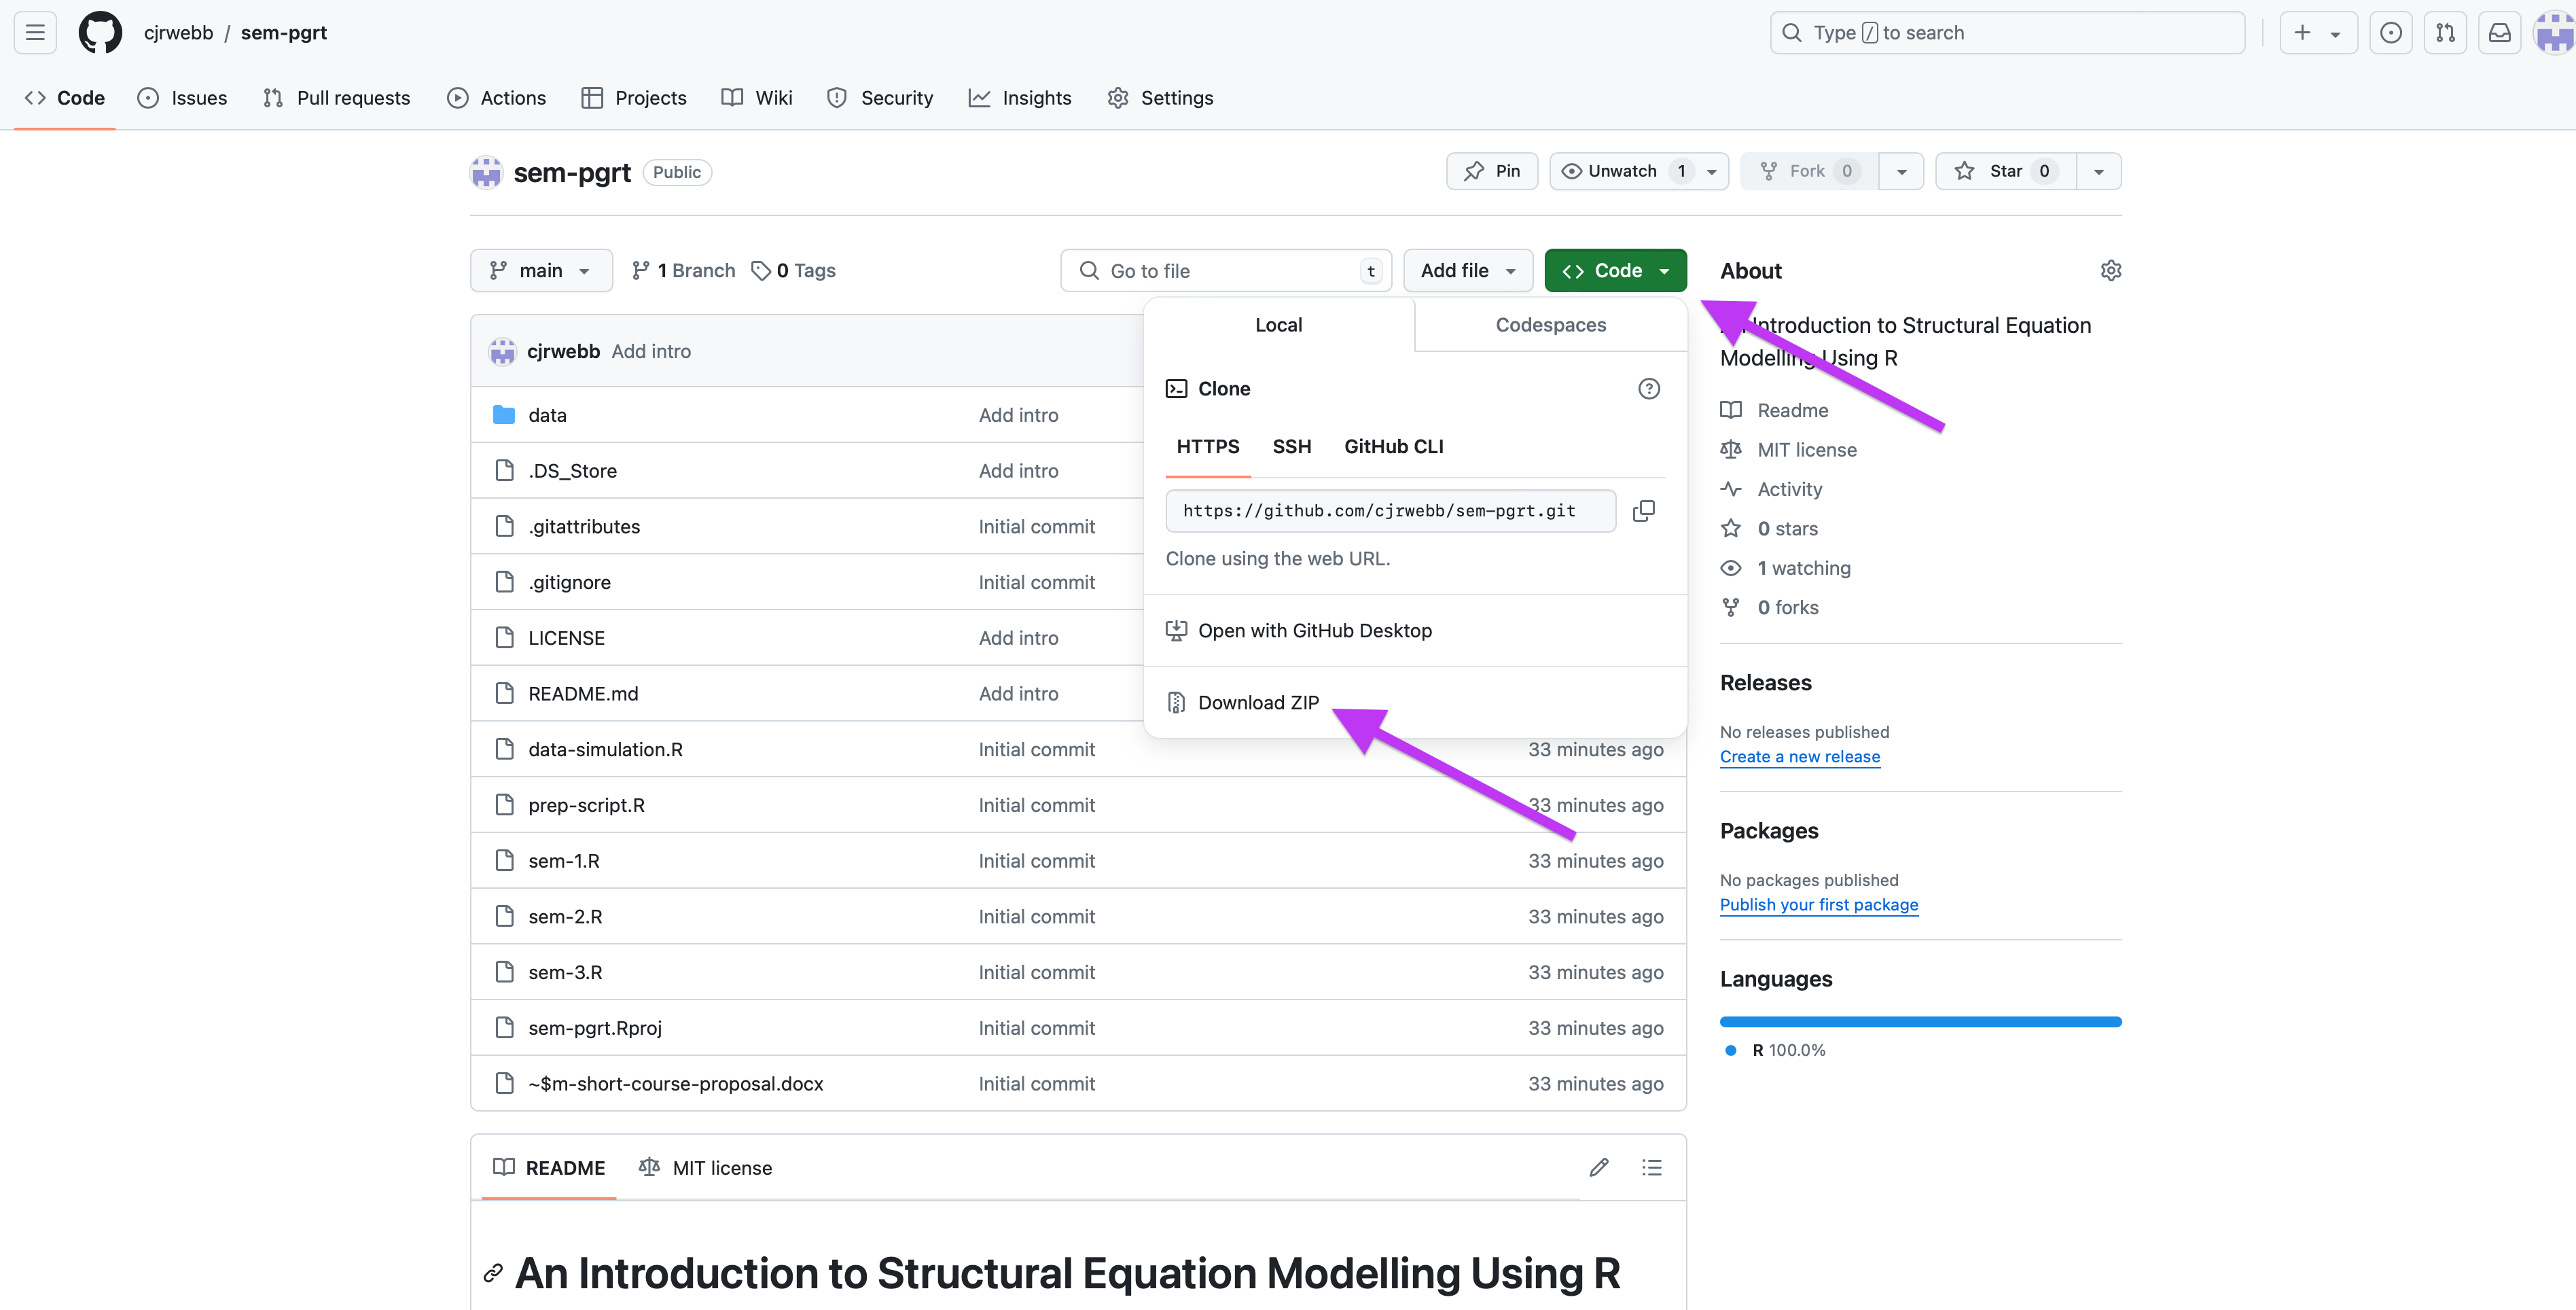 cjrwebb / sem-pgrt
Type / to search
Code Issues Pull requests Actions Projects Wiki Security Insights Settings
sem-pgrt Public
Pin Unwatch 1 Fork 0 Star 0
main 1 Branch 0 Tags
Go to file t Add file Code
Local Codespaces
Clone
HTTPS SSH GitHub CLI
https://github.com/cjrwebb/sem-pgrt.git
Clone using the web URL.
Open with GitHub Desktop
Download ZIP
cjrwebb Add intro
data Add intro
.DS_Store Add intro
.gitattributes Initial commit
.gitignore Initial commit
LICENSE Add intro
README.md Add intro
data-simulation.R Initial commit 33 minutes ago
prep-script.R Initial commit 33 minutes ago
sem-1.R Initial commit 33 minutes ago
sem-2.R Initial commit 33 minutes ago
sem-3.R Initial commit 33 minutes ago
sem-pgrt.Rproj Initial commit 33 minutes ago
~$m-short-course-proposal.docx Initial commit 33 minutes ago
README MIT license
An Introduction to Structural Equation Modelling Using R
About
An Introduction to Structural Equation
Modelling Using R
Readme
MIT license
Activity
0 stars
1 watching
0 forks
Releases
No releases published
Create a new release
Packages
No packages published
Publish your first package
Languages
R 100.0%